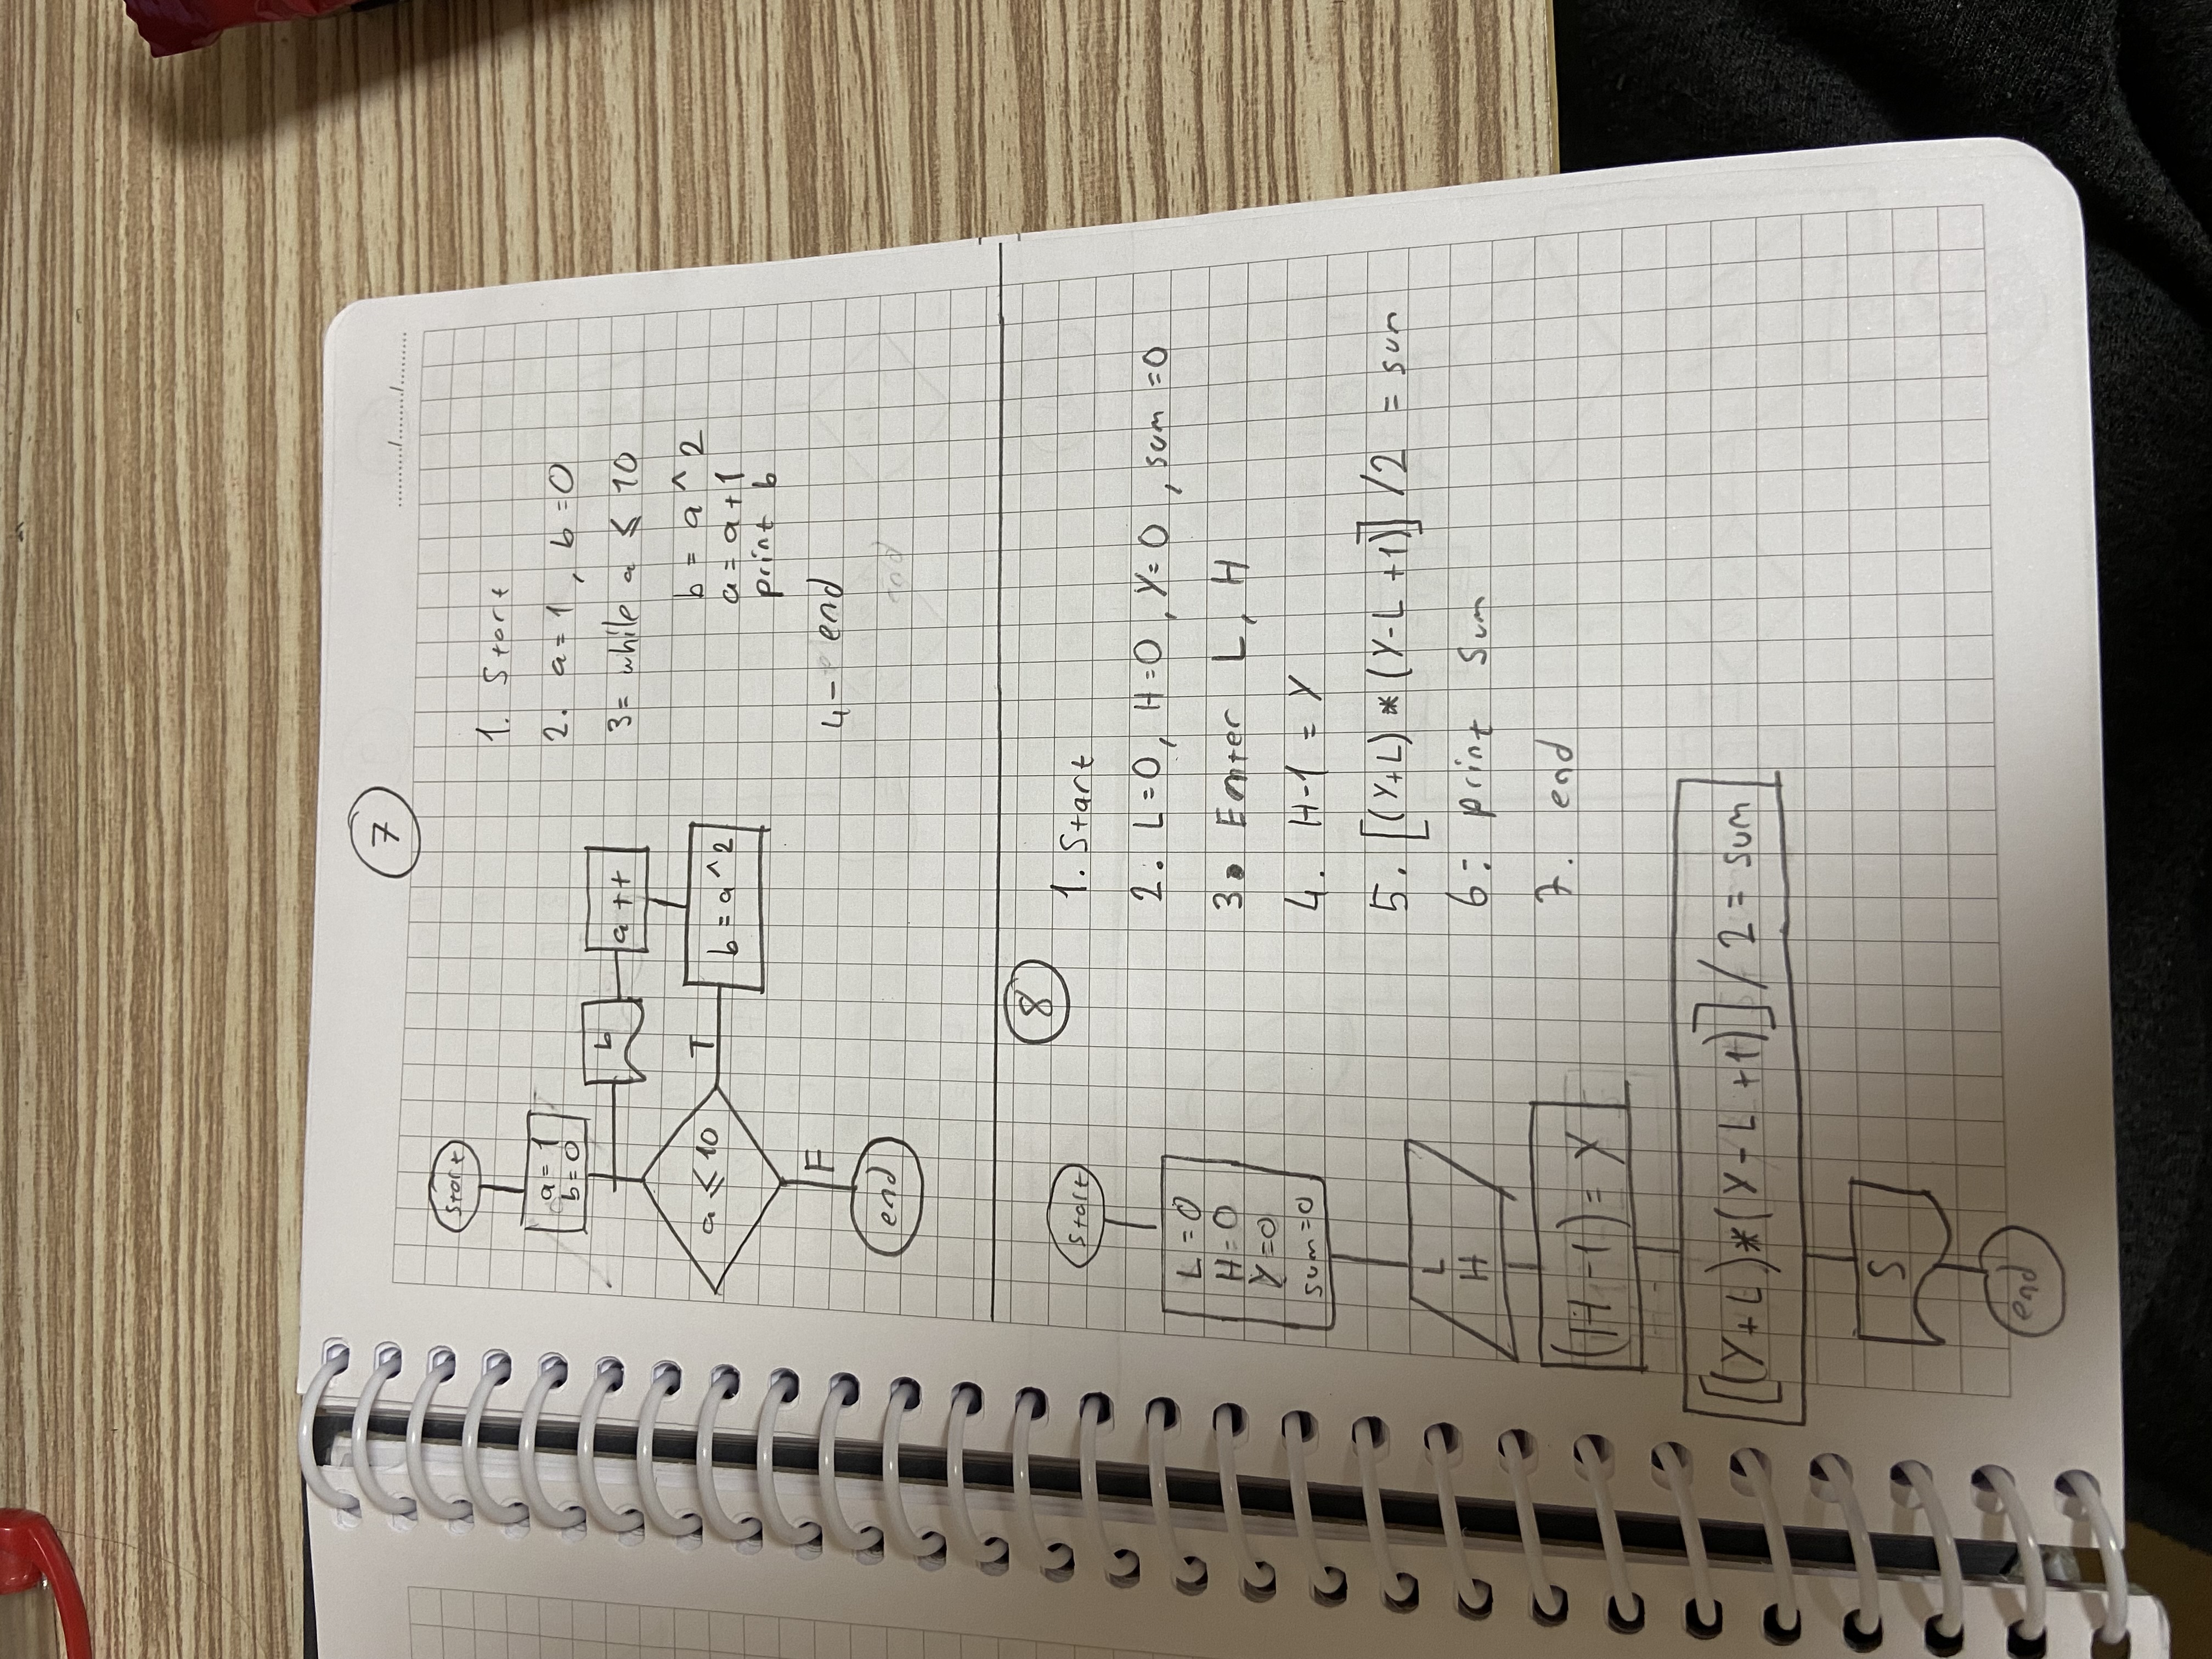 7
........../......../.........
Start
a=1
b=0
b
a++
a ≤ 10
T
b = a^2
F
end
1. Start
2. a=1, b=0
3= while a ≤ 10
b = a^2
a = a+1
print b
4- end
end
8
Start
L=0
H=0
Y=0
sum=0
L
H
(H-1) = Y
[(Y+L)*(Y-L+1)]/2 = sum
S
end
1. Start
2. L=0, H=0, Y=0, sum=0
3. Enter L, H
4. H-1 = Y
5. [(Y+L) * (Y-L+1)] /2 = sum
6: print Sum
7. end